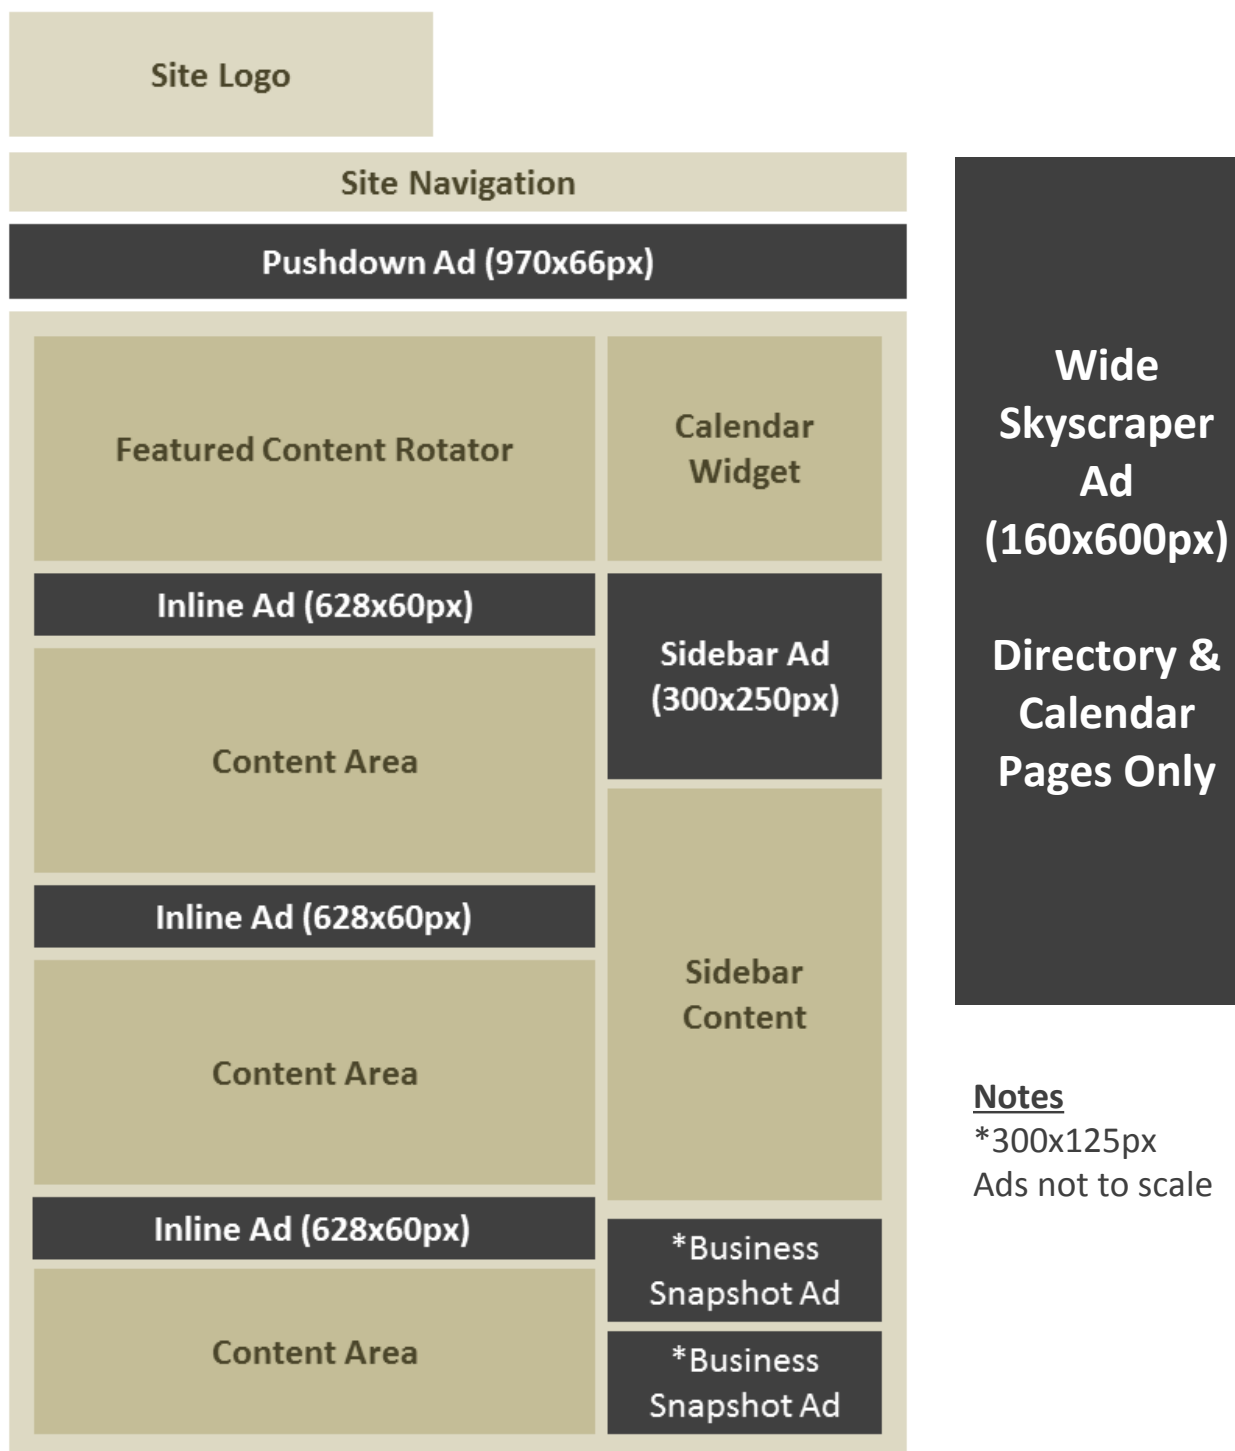 Site Logo
Site Navigation
Pushdown Ad (970x66px)
Featured Content Rotator
Calendar
Widget
Inline Ad (628x60px)
Sidebar Ad
(300x250px)
Content Area
Inline Ad (628x60px)
Sidebar
Content
Content Area
Inline Ad (628x60px)
*Business
Snapshot Ad
Content Area
*Business
Snapshot Ad
Wide
Skyscraper
Ad
(160x600px)
Directory &
Calendar
Pages Only
Notes
*300x125px
Ads not to scale